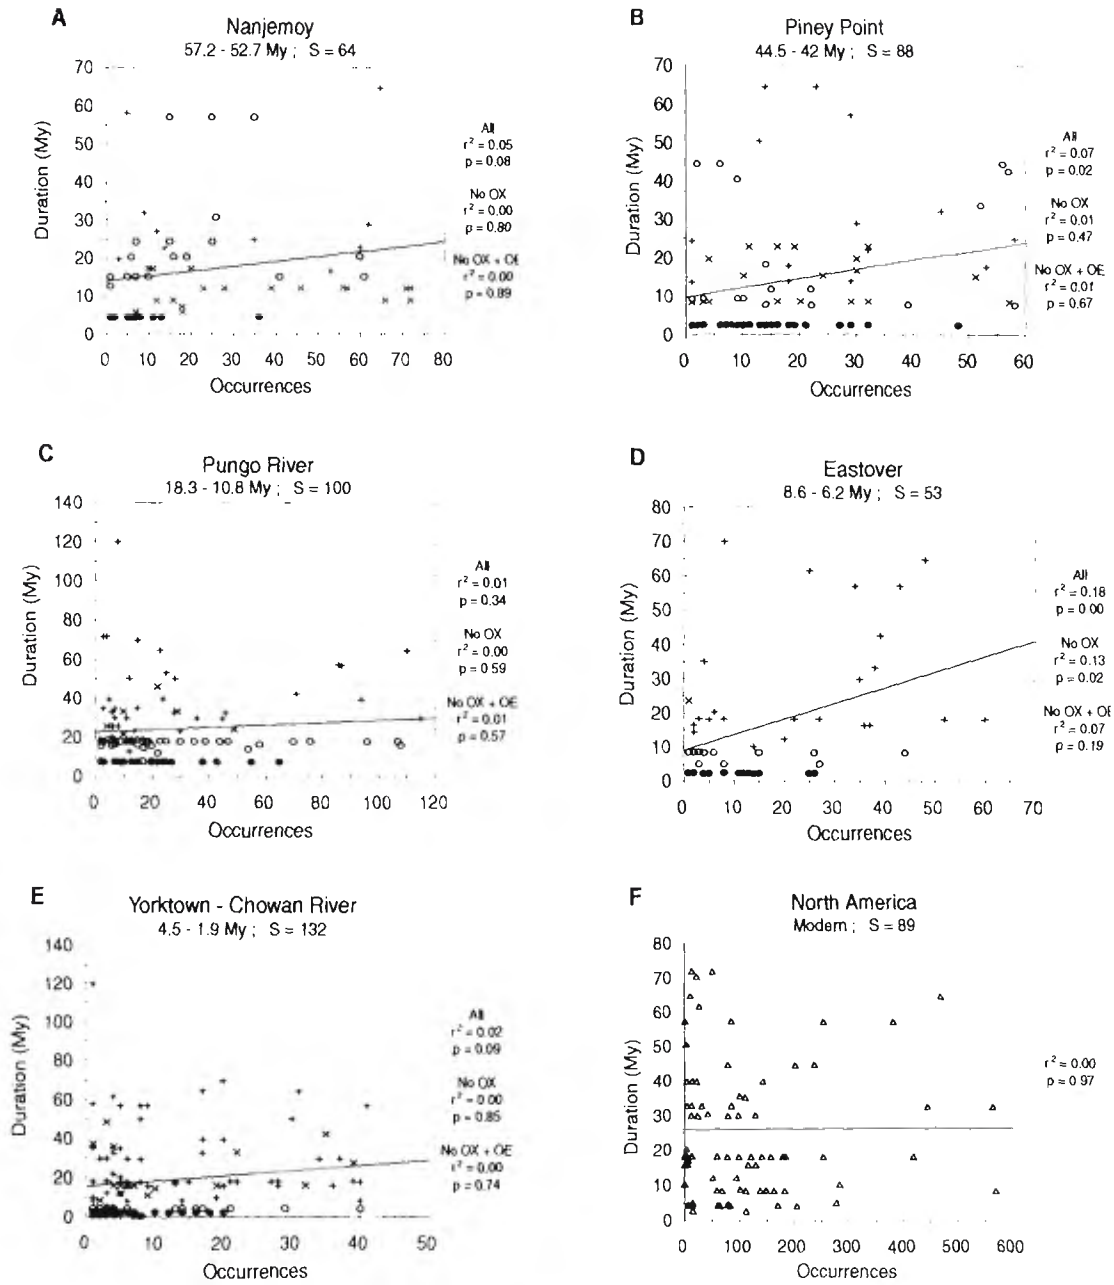 A
Nanjemoy
57.2 - 52.7 My ; S = 64
70
60
50
40
30
20
10
0
Duration (My)
0 10 20 30 40 50 60 70 80
Occurrences
All
r² = 0.05
p = 0.08
No OX
r² = 0.00
p = 0.80
No OX + OE
r² = 0.00
p = 0.89
B
Piney Point
44.5 - 42 My ; S = 88
70
60
50
40
30
20
10
0
Duration (My)
0 10 20 30 40 50 60
Occurrences
All
r² = 0.07
p = 0.02
No OX
r² = 0.01
p = 0.47
No OX + OE
r² = 0.01
p = 0.67
C
Pungo River
18.3 - 10.8 My ; S = 100
140
120
100
80
60
40
20
0
Duration (My)
0 20 40 60 80 100 120
Occurrences
All
r² = 0.01
p = 0.34
No OX
r² = 0.00
p = 0.59
No OX + OE
r² = 0.01
p = 0.57
D
Eastover
8.6 - 6.2 My ; S = 53
80
70
60
50
40
30
20
10
0
Duration (My)
0 10 20 30 40 50 60 70
Occurrences
All
r² = 0.18
p = 0.00
No OX
r² = 0.13
p = 0.02
No OX + OE
r² = 0.07
p = 0.19
E
Yorktown - Chowan River
4.5 - 1.9 My ; S = 132
140
120
100
80
60
40
20
0
Duration (My)
0 10 20 30 40 50
Occurrences
All
r² = 0.02
p = 0.09
No OX
r² = 0.00
p = 0.85
No OX + OE
r² = 0.00
p = 0.74
F
North America
Modern ; S = 89
80
70
60
50
40
30
20
10
0
Duration (My)
0 100 200 300 400 500 600
Occurrences
r² = 0.00
p = 0.97